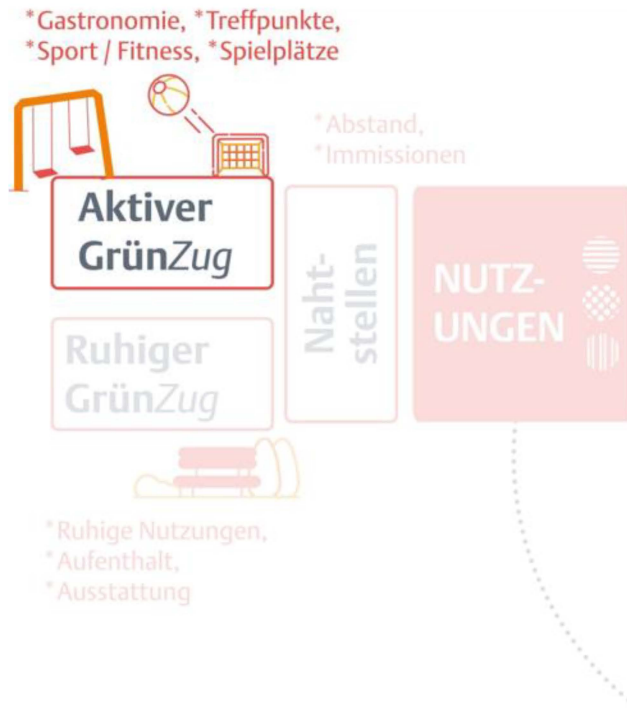 *Gastronomie, *Treffpunkte,
*Sport / Fitness, *Spielplätze
*Abstand,
*Immissionen
Aktiver
GrünZug
Naht-
stellen
NUTZ-
UNGEN
Ruhiger
GrünZug
*Ruhige Nutzungen,
*Aufenthalt,
*Ausstattung